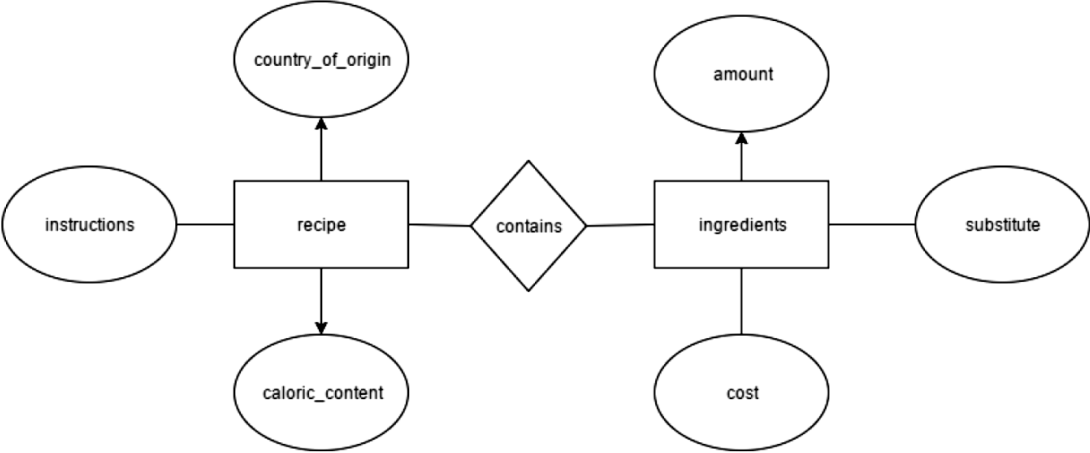 country_of_origin
amount
instructions
recipe
contains
ingredients
substitute
caloric_content
cost